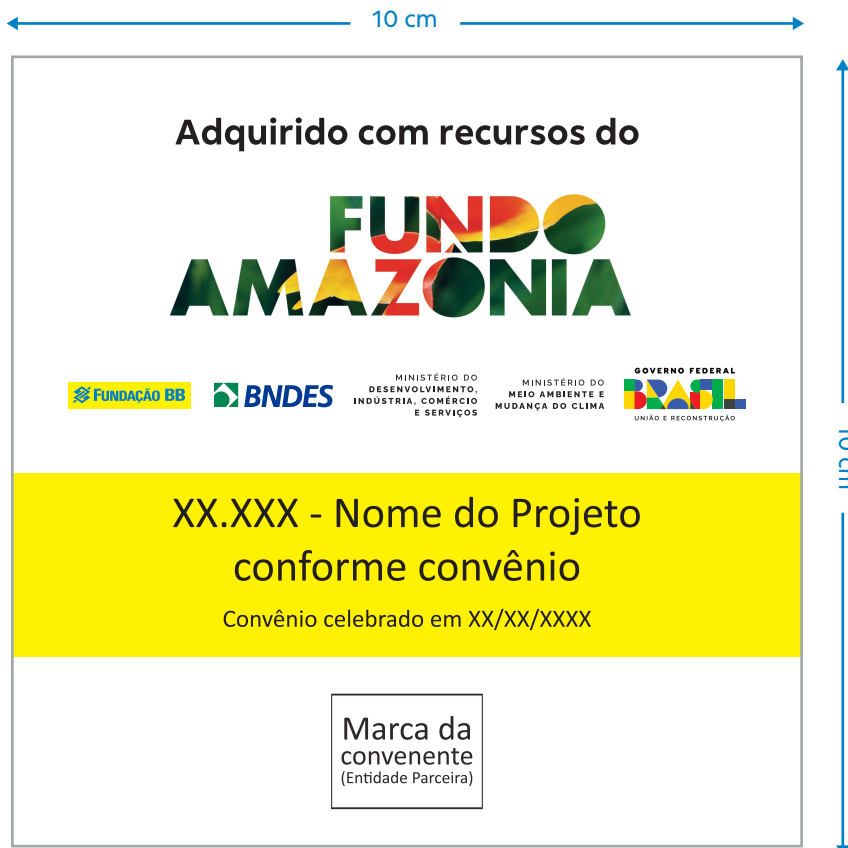 10 cm
Adquirido com recursos do
FUNDO
AMAZÔNIA
FUNDAÇÃO BB
BNDES
MINISTÉRIO DO
DESENVOLVIMENTO,
INDÚSTRIA, COMÉRCIO
E SERVIÇOS
MINISTÉRIO DO
MEIO AMBIENTE E
MUDANÇA DO CLIMA
GOVERNO FEDERAL
BRASIL
UNIÃO E RECONSTRUÇÃO
10 cm
XX.XXX - Nome do Projeto
conforme convênio
Convênio celebrado em XX/XX/XXXX
Marca da
convenente
(Entidade Parceira)